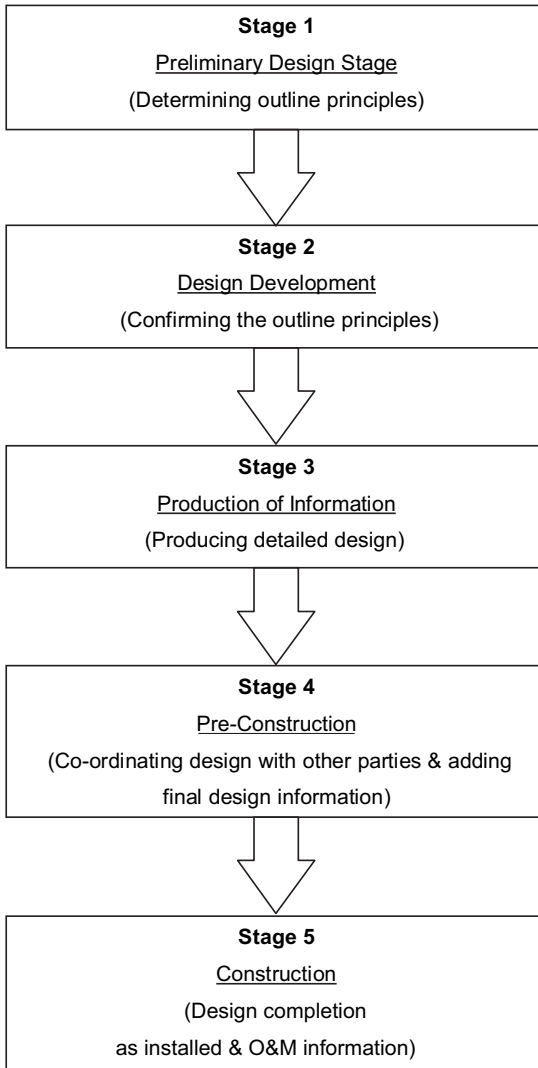 Stage 1
Preliminary Design Stage
(Determining outline principles)
Stage 2
Design Development
(Confirming the outline principles)
Stage 3
Production of Information
(Producing detailed design)
Stage 4
Pre-Construction
(Co-ordinating design with other parties & adding
final design information)
Stage 5
Construction
(Design completion
as installed & O&M information)